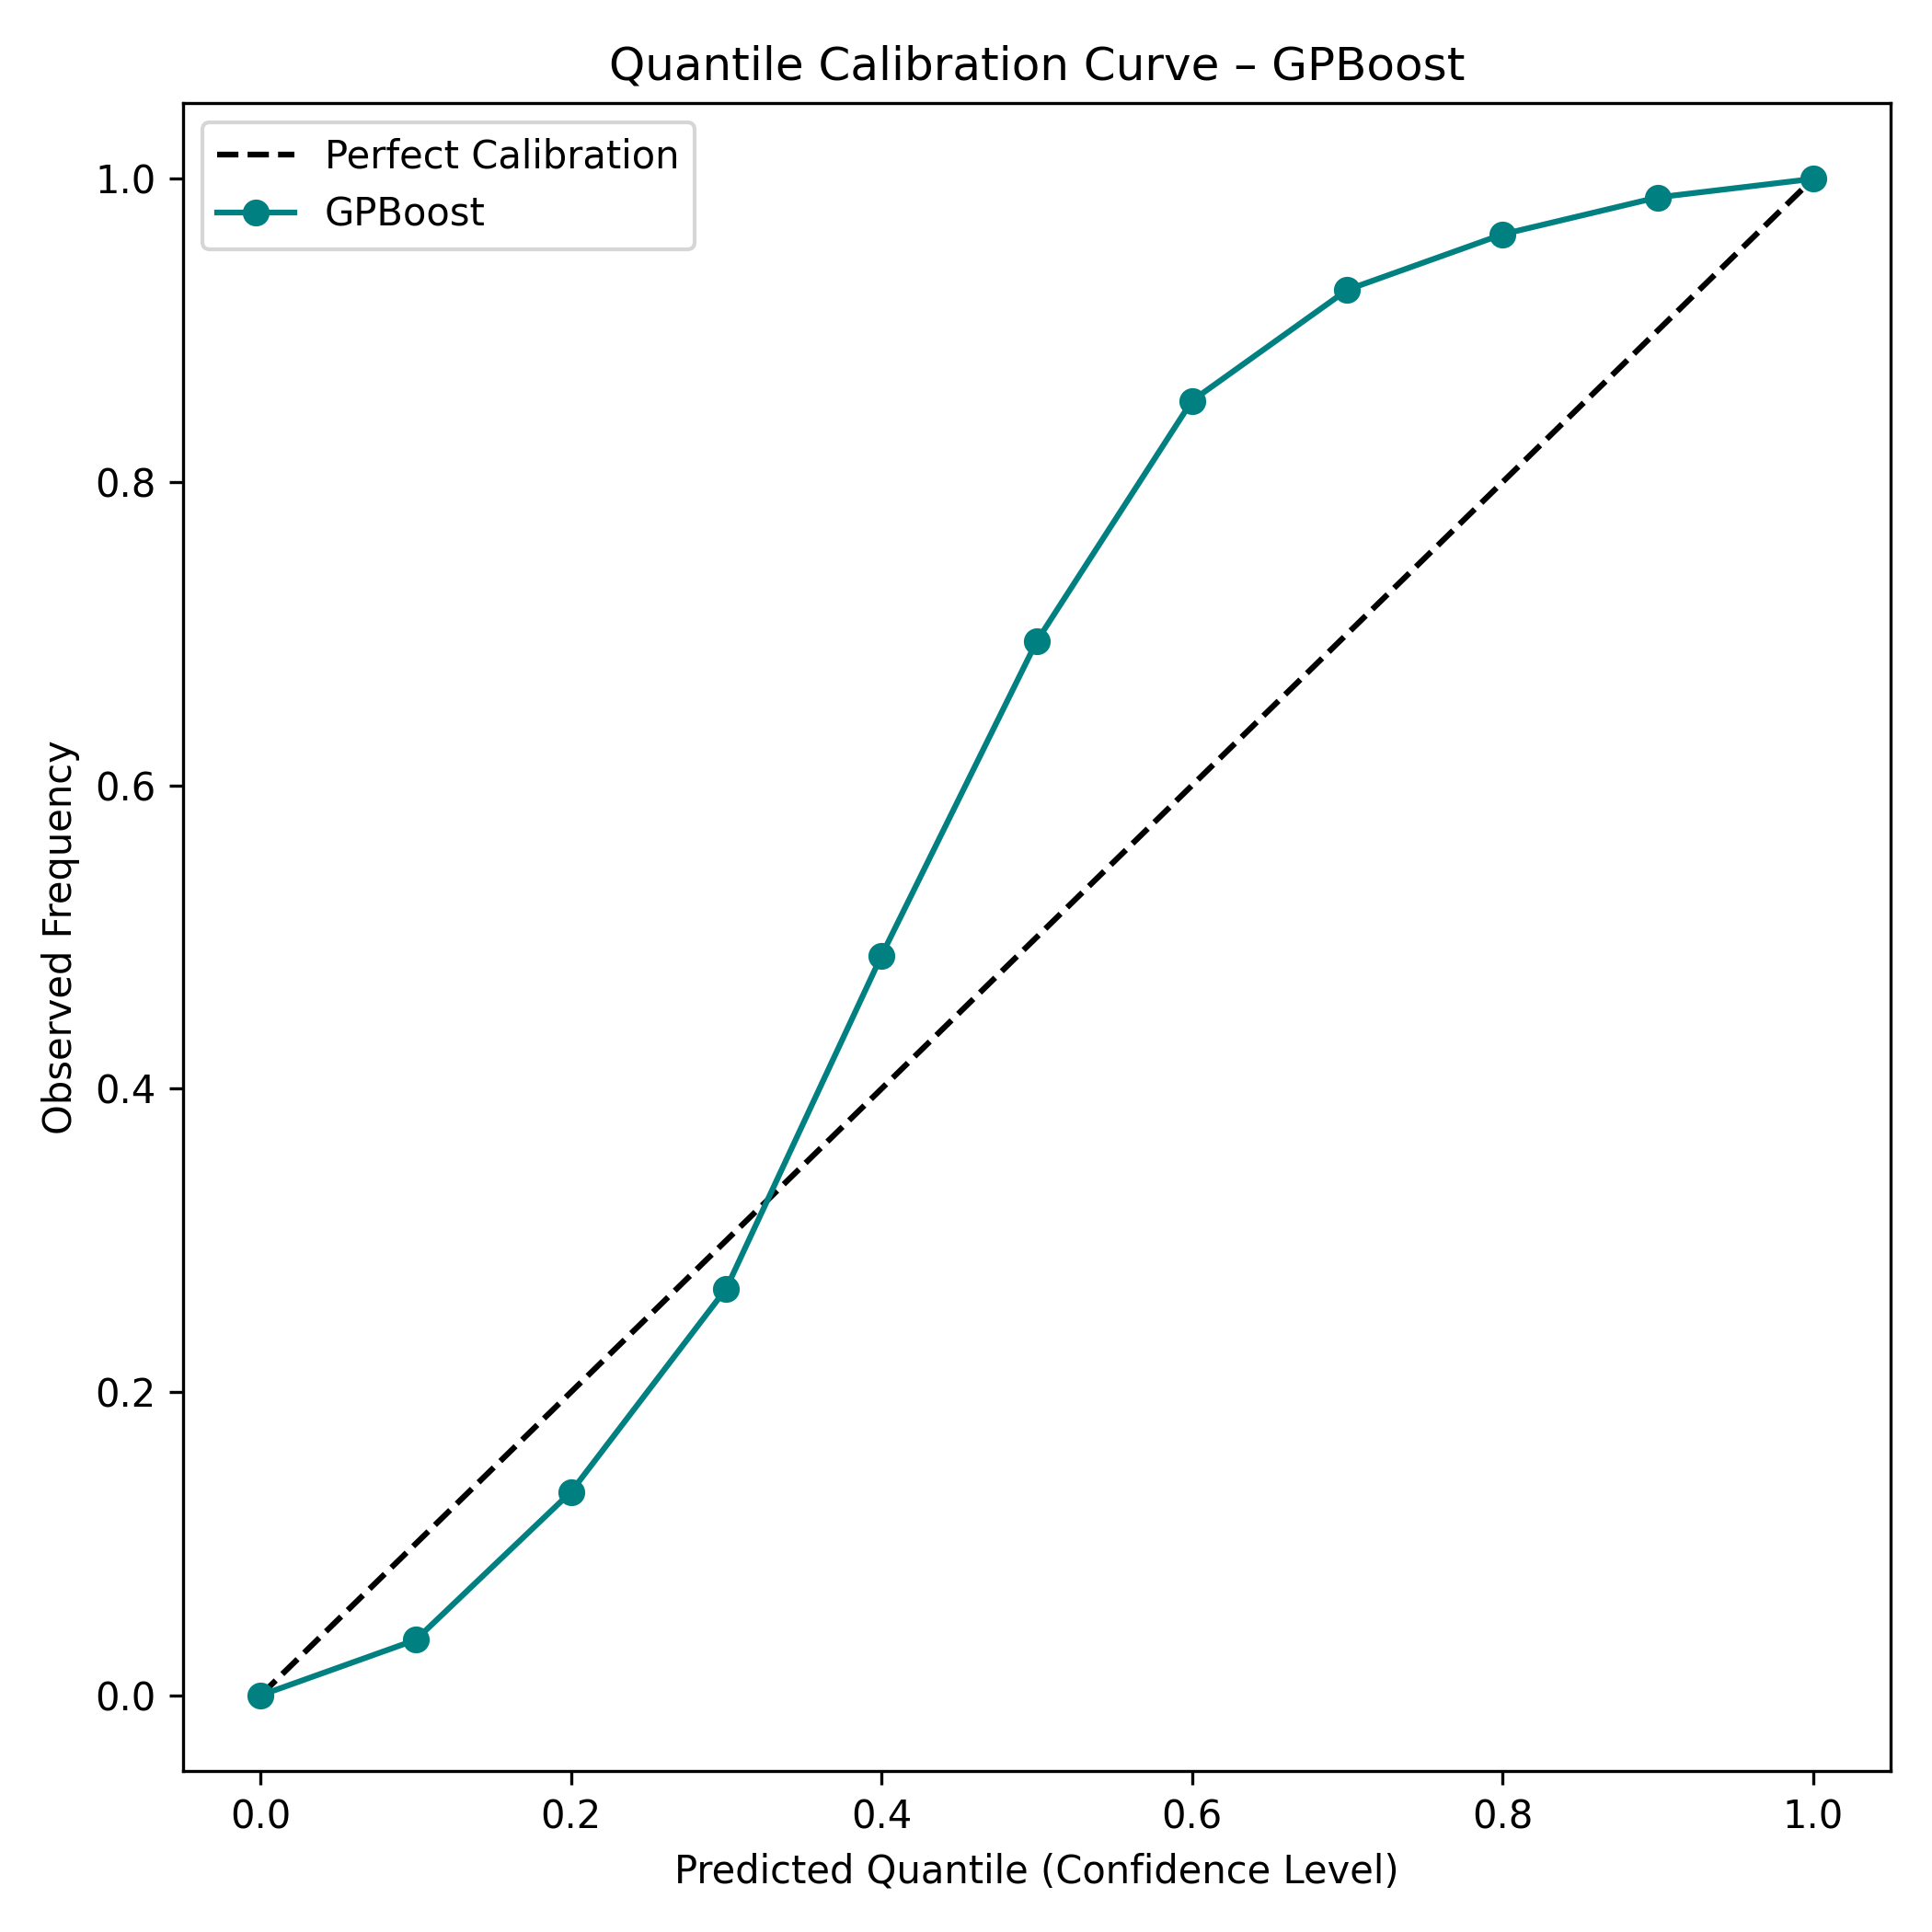 Quantile Calibration Curve – GPBoost
Perfect Calibration
GPBoost
1.0
0.8
0.6
0.4
0.2
0.0
Observed Frequency
0.0 0.2 0.4 0.6 0.8 1.0
Predicted Quantile (Confidence Level)